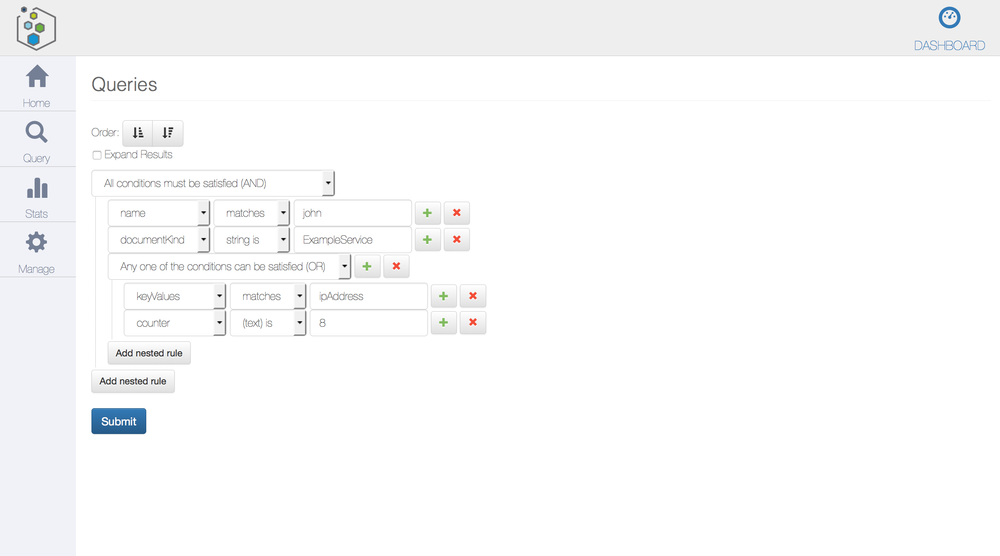 DASHBOARD
Home
Query
Stats
Manage
Queries
Order:
Expand Results
All conditions must be satisfied (AND)
name matches john
documentKind string is ExampleService
Any one of the conditions can be satisfied (OR)
keyValues matches ipAddress
counter (text) is 8
Add nested rule
Add nested rule
Submit